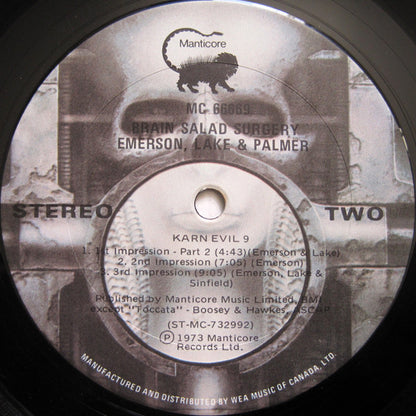 Manticore
MC 66669
BRAIN SALAD SURGERY
EMERSON, LAKE & PALMER
STEREO
TWO
KARN EVIL 9
1. 1st Impression - Part 2 (4:43) (Emerson & Lake)
2. 2nd Impression (7:05) (Emerson)
3. 3rd Impression (9:05) (Emerson, Lake &
Sinfield)
Published by Manticore Music Limited, BMI
except "Toccata" - Boosey & Hawkes, ASCAP
(ST-MC-732992)
Ⓟ 1973 Manticore
Records Ltd.
MANUFACTURED AND DISTRIBUTED BY WEA MUSIC OF CANADA, LTD.